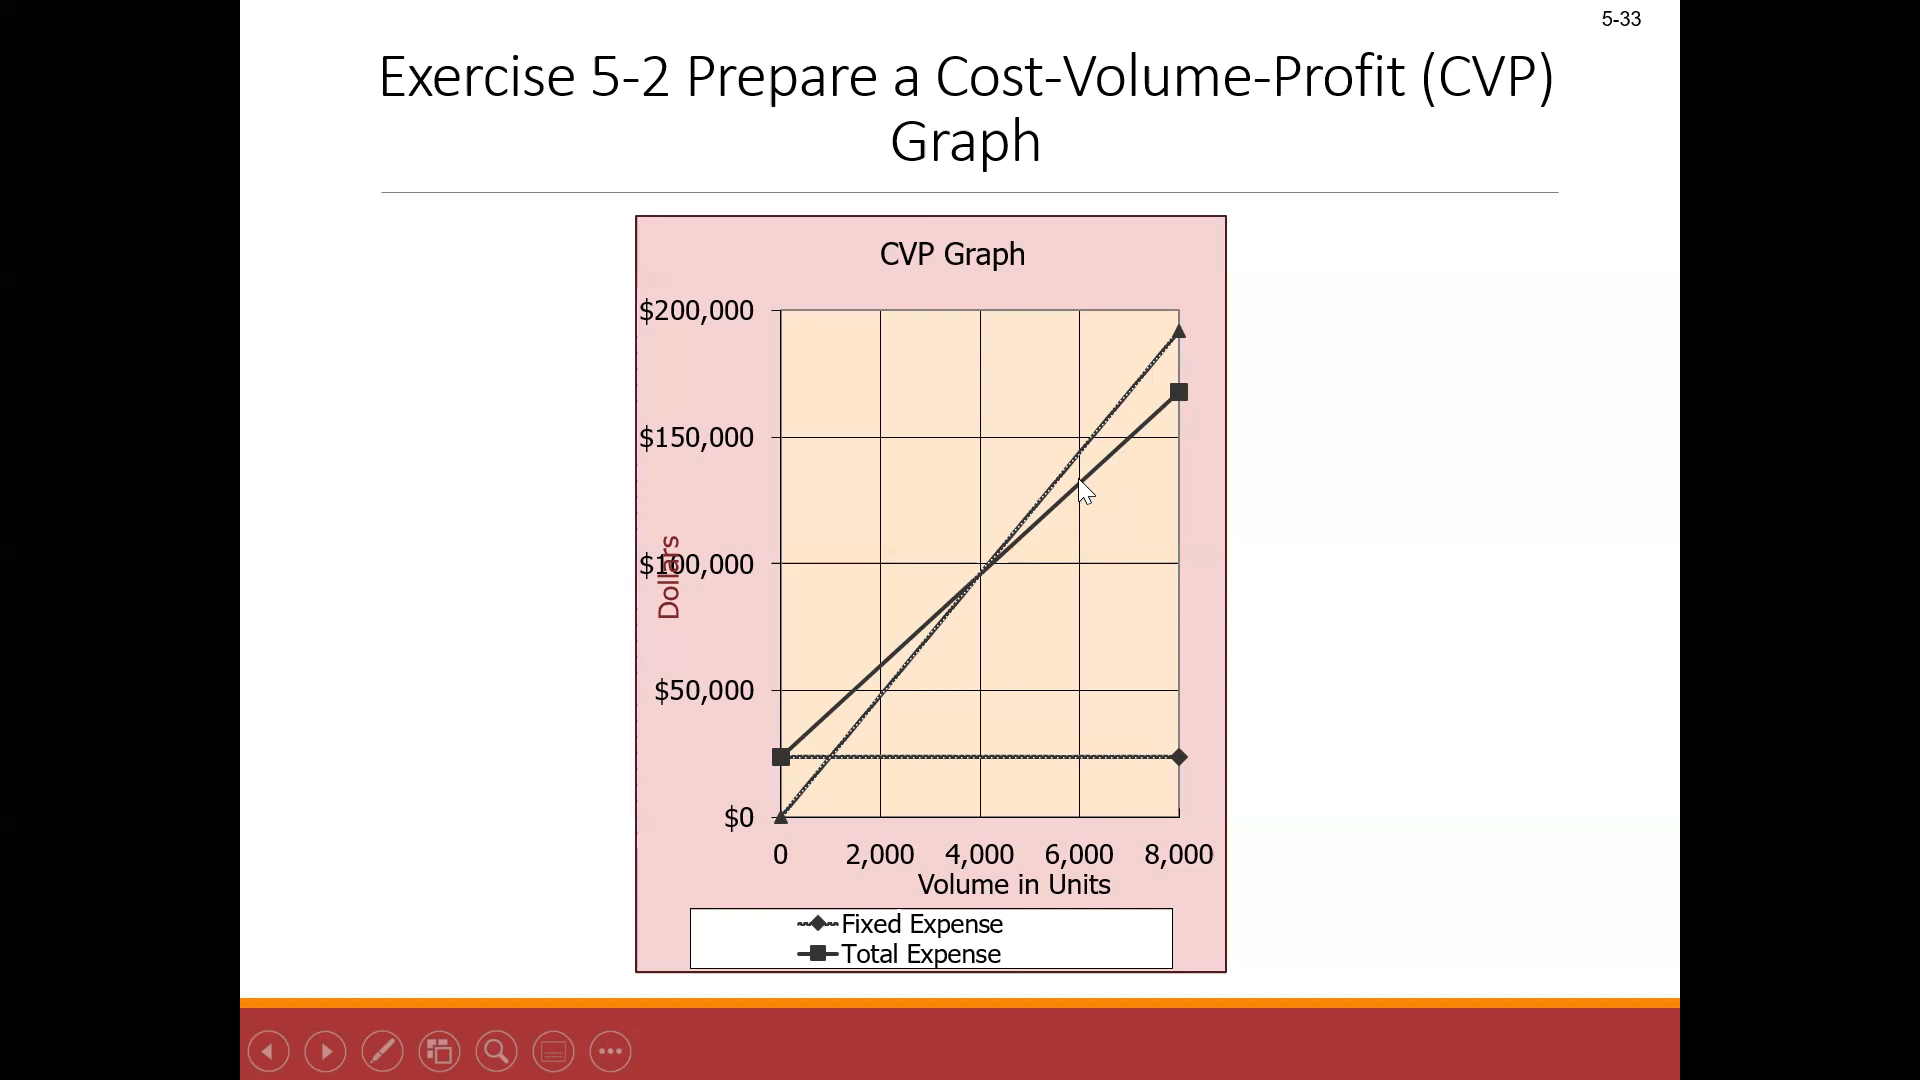 5-33
Exercise 5-2 Prepare a Cost-Volume-Profit (CVP)
Graph
CVP Graph
$200,000
$150,000
$100,000
$50,000
$0
Dollars
0 2,000 4,000 6,000 8,000
Volume in Units
Fixed Expense
Total Expense